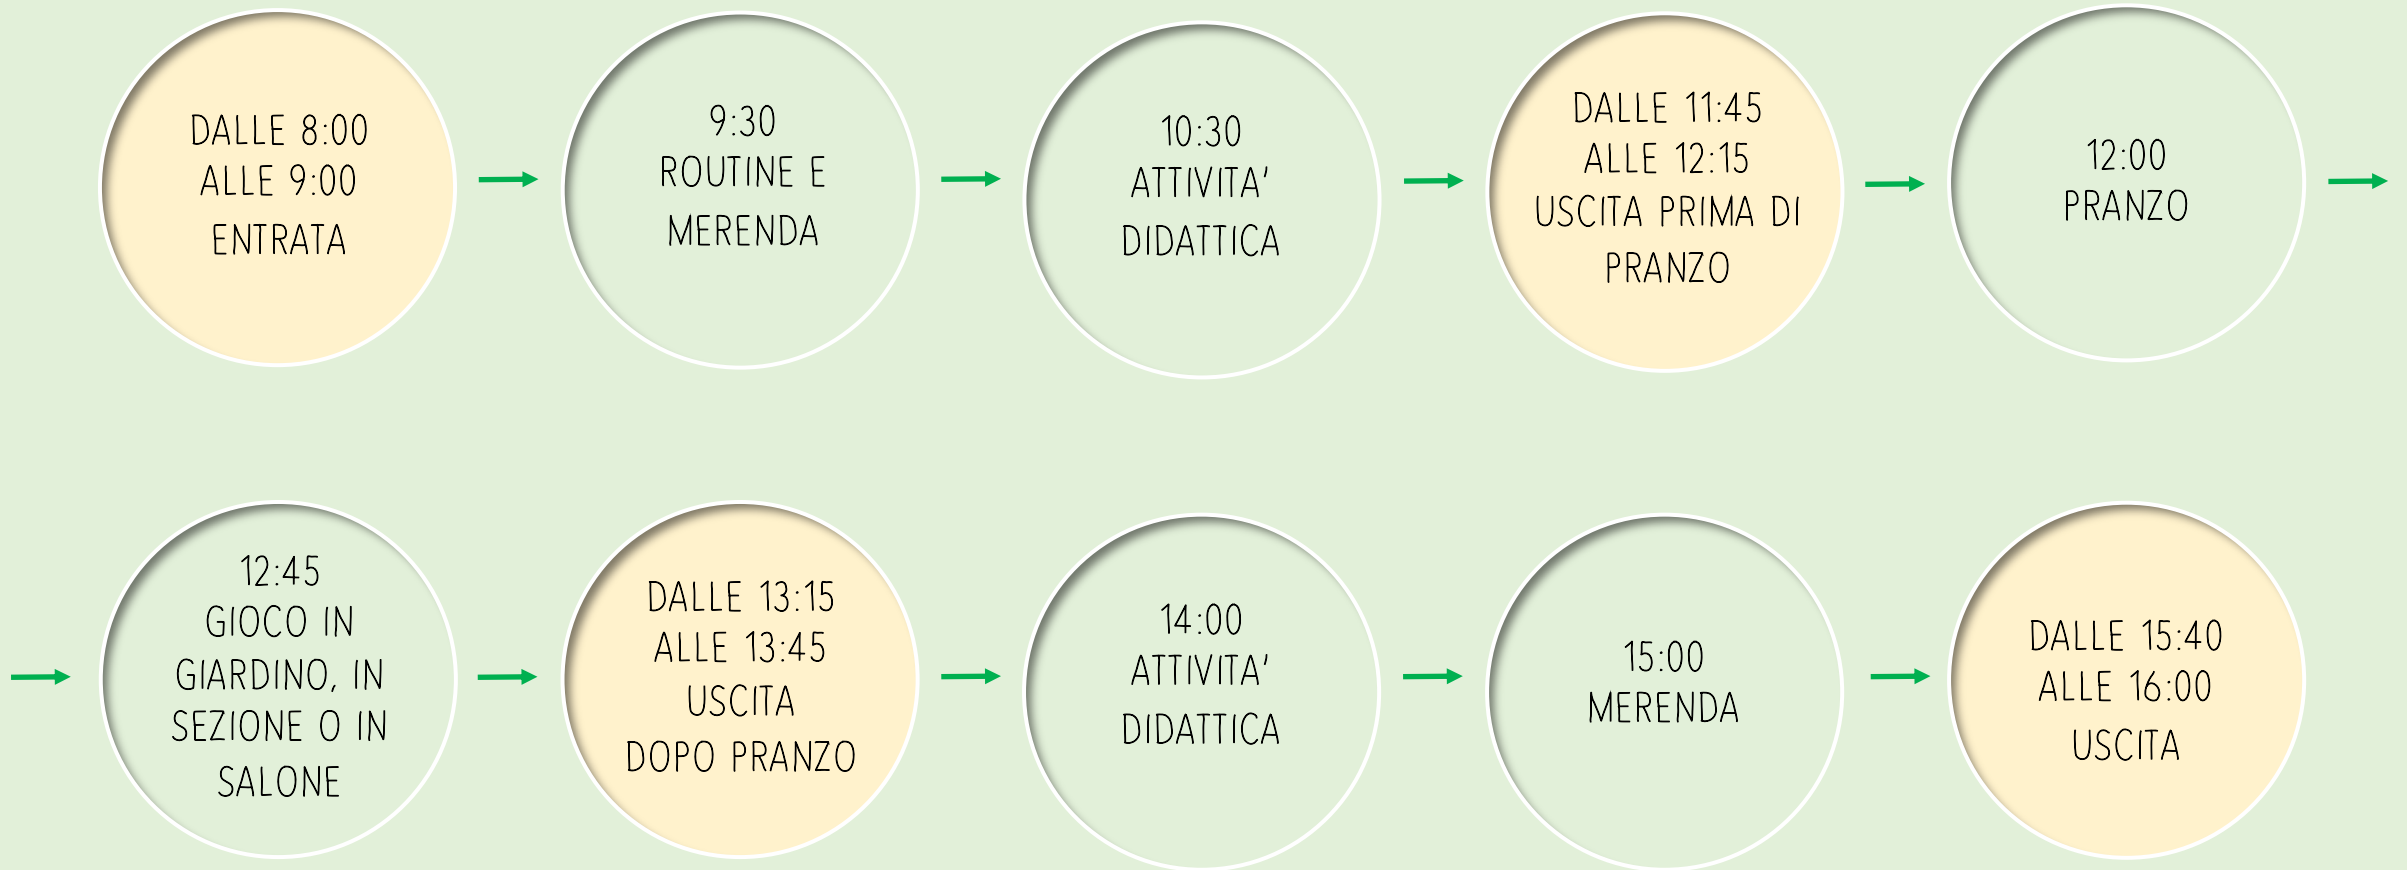 DALLE 8:00
ALLE 9:00
ENTRATA
9:30
ROUTINE E
MERENDA
10:30
ATTIVITA'
DIDATTICA
DALLE 11:45
ALLE 12:15
USCITA PRIMA DI
PRANZO
12:00
PRANZO
12:45
GIOCO IN
GIARDINO, IN
SEZIONE O IN
SALONE
DALLE 13:15
ALLE 13:45
USCITA
DOPO PRANZO
14:00
ATTIVITA'
DIDATTICA
15:00
MERENDA
DALLE 15:40
ALLE 16:00
USCITA